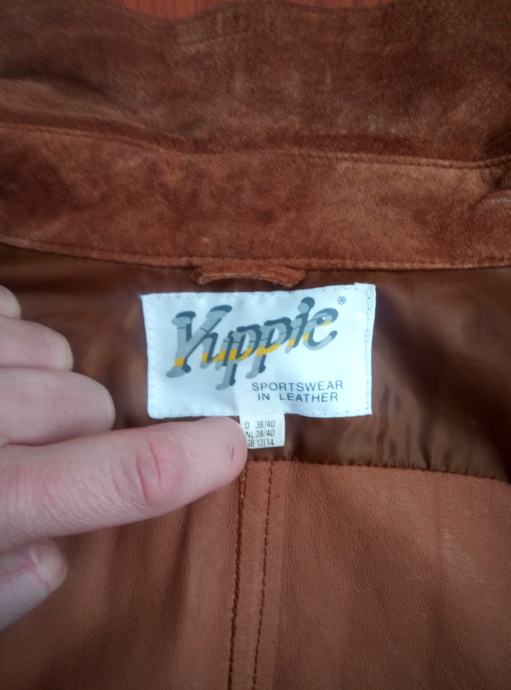 Yuppie ®
SPORTSWEAR
IN LEATHER
D 38/40
NL 38/40
GB 12/14